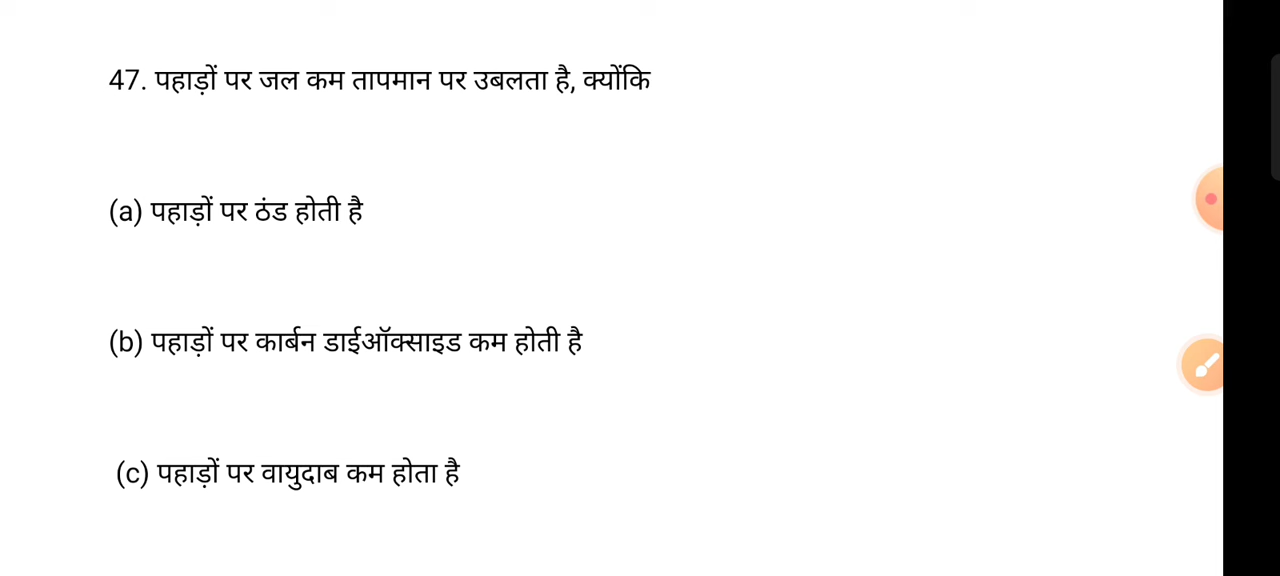 47. पहाड़ों पर जल कम तापमान पर उबलता है, क्योंकि
(a) पहाड़ों पर ठंड होती है
(b) पहाड़ों पर कार्बन डाईऑक्साइड कम होती है
(c) पहाड़ों पर वायुदाब कम होता है